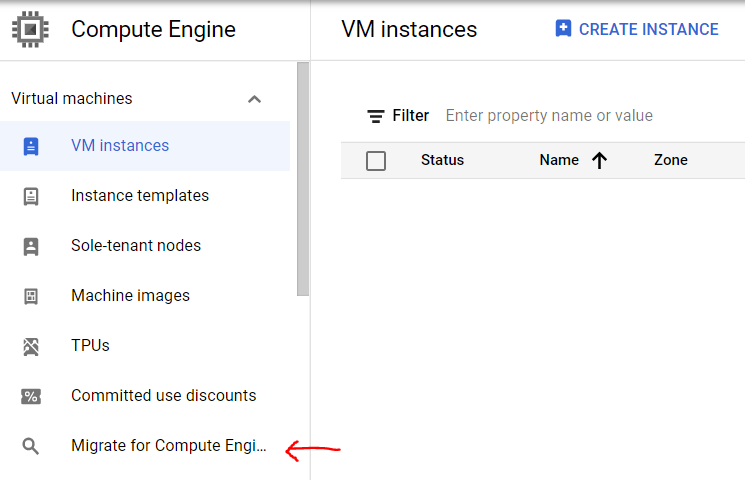 Compute Engine
Virtual machines
VM instances
Instance templates
Sole-tenant nodes
Machine images
TPUs
Committed use discounts
Migrate for Compute Engi...
VM instances
CREATE INSTANCE
Filter Enter property name or value
Status Name Zone